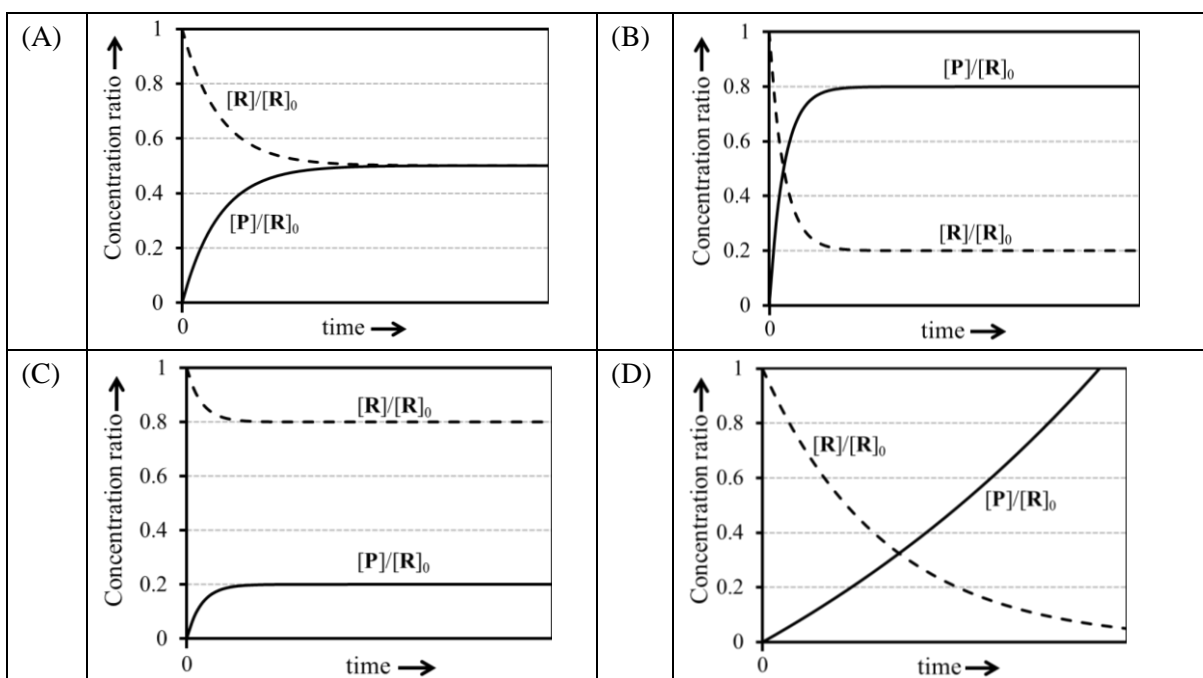 (A)
Concentration ratio
1
0.8
0.6
0.4
0.2
0
[R]/[R]₀
[P]/[R]₀
0
time
(B)
Concentration ratio
1
0.8
0.6
0.4
0.2
0
[P]/[R]₀
[R]/[R]₀
0
time
(C)
Concentration ratio
1
0.8
0.6
0.4
0.2
0
[R]/[R]₀
[P]/[R]₀
0
time
(D)
Concentration ratio
1
0.8
0.6
0.4
0.2
0
[R]/[R]₀
[P]/[R]₀
0
time